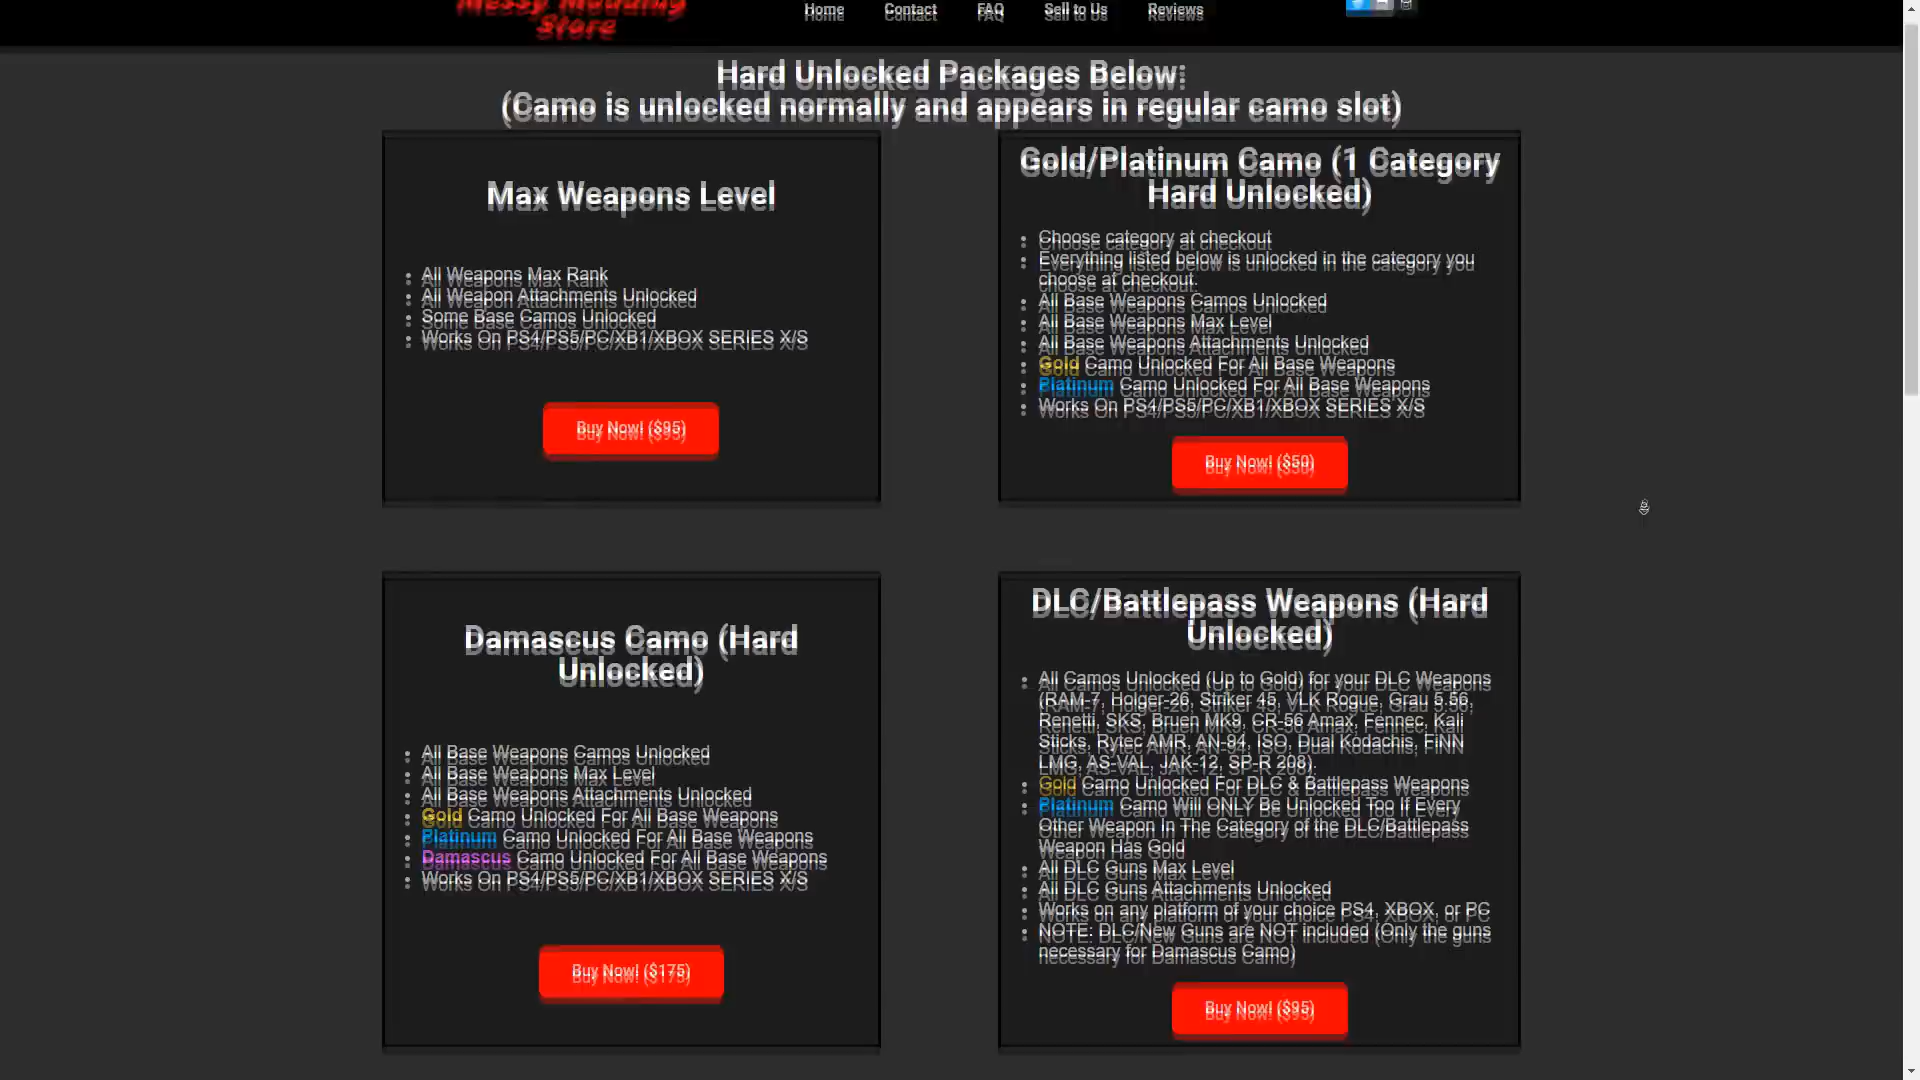 Messy Modding
Store
Home
Contact
FAQ
Sell to Us
Reviews
Hard Unlocked Packages Below:
(Camo is unlocked normally and appears in regular camo slot)
Max Weapons Level
All Weapons Max Rank
All Weapon Attachments Unlocked
Some Base Camos Unlocked
Works On PS4/PS5/PC/XB1/XBOX SERIES X/S
Buy Now! ($95)
Gold/Platinum Camo (1 Category
Hard Unlocked)
Choose category at checkout
Everything listed below is unlocked in the category you
choose at checkout.
All Base Weapons Camos Unlocked
All Base Weapons Max Level
All Base Weapons Attachments Unlocked
Gold Camo Unlocked For All Base Weapons
Platinum Camo Unlocked For All Base Weapons
Works On PS4/PS5/PC/XB1/XBOX SERIES X/S
Buy Now! ($50)
Damascus Camo (Hard
Unlocked)
All Base Weapons Camos Unlocked
All Base Weapons Max Level
All Base Weapons Attachments Unlocked
Gold Camo Unlocked For All Base Weapons
Platinum Camo Unlocked For All Base Weapons
Damascus Camo Unlocked For All Base Weapons
Works On PS4/PS5/PC/XB1/XBOX SERIES X/S
Buy Now! ($175)
DLC/Battlepass Weapons (Hard
Unlocked)
All Camos Unlocked (Up to Gold) for your DLC Weapons
(RAM-7, Holger-26, Striker 45, VLK Rogue, Grau 5.56,
Renetti, SKS, Bruen MK9, CR-56 Amax, Fennec, Kali
Sticks, Rytec AMR, AN-94, ISO, Dual Kodachis, FiNN
LMG, AS-VAL, JAK-12, SP-R 208).
Gold Camo Unlocked For DLC & Battlepass Weapons
Platinum Camo Will ONLY Be Unlocked Too If Every
Other Weapon In The Category of the DLC/Battlepass
Weapon Has Gold
All DLC Guns Max Level
All DLC Guns Attachments Unlocked
Works on any platform of your choice PS4, XBOX, or PC
NOTE: DLC/New Guns are NOT included (Only the guns
necessary for Damascus Camo)
Buy Now! ($95)